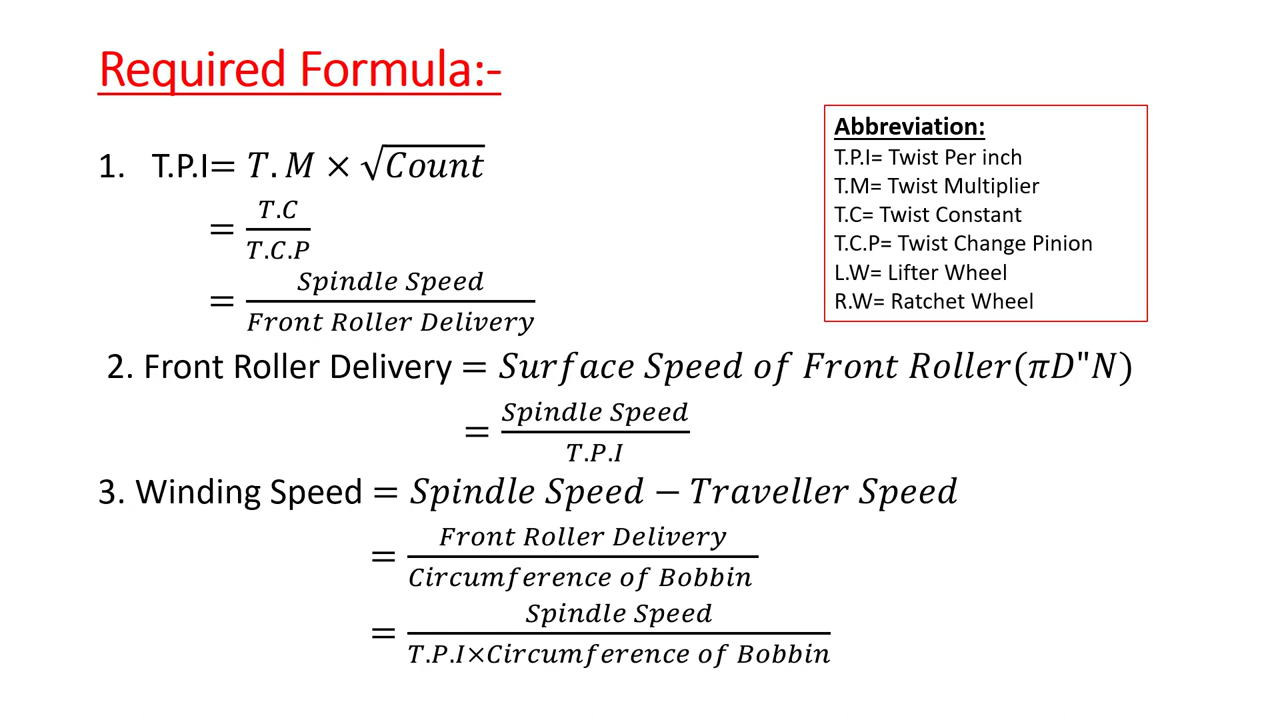 Required Formula:-
1. T.P.I= T.M × √Count
= T.C / T.C.P
= Spindle Speed / Front Roller Delivery
2. Front Roller Delivery = Surface Speed of Front Roller(πD"N)
= Spindle Speed / T.P.I
3. Winding Speed = Spindle Speed − Traveller Speed
= Front Roller Delivery / Circumference of Bobbin
= Spindle Speed / T.P.I×Circumference of Bobbin
Abbreviation:
T.P.I= Twist Per inch
T.M= Twist Multiplier
T.C= Twist Constant
T.C.P= Twist Change Pinion
L.W= Lifter Wheel
R.W= Ratchet Wheel